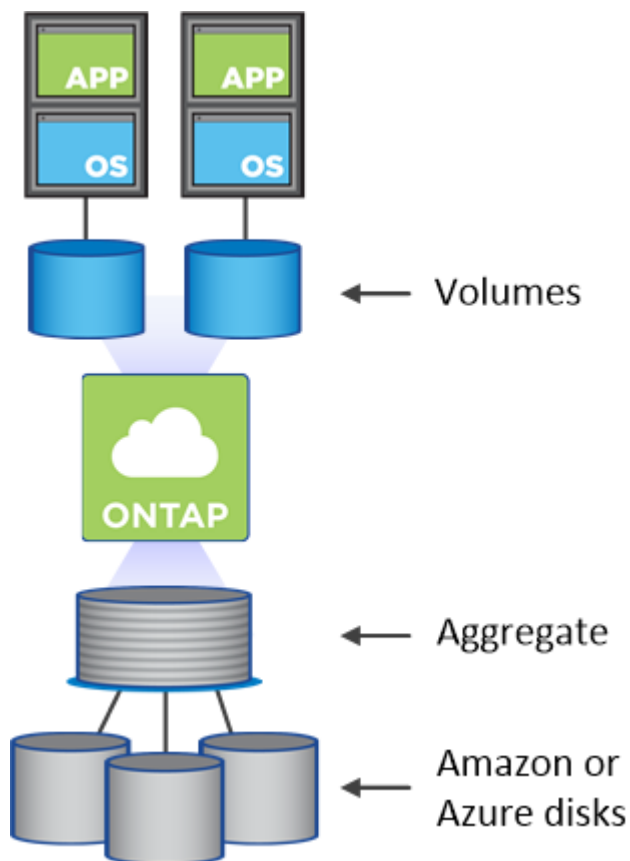 APP
APP
OS
OS
Volumes
ONTAP
Aggregate
Amazon or
Azure disks